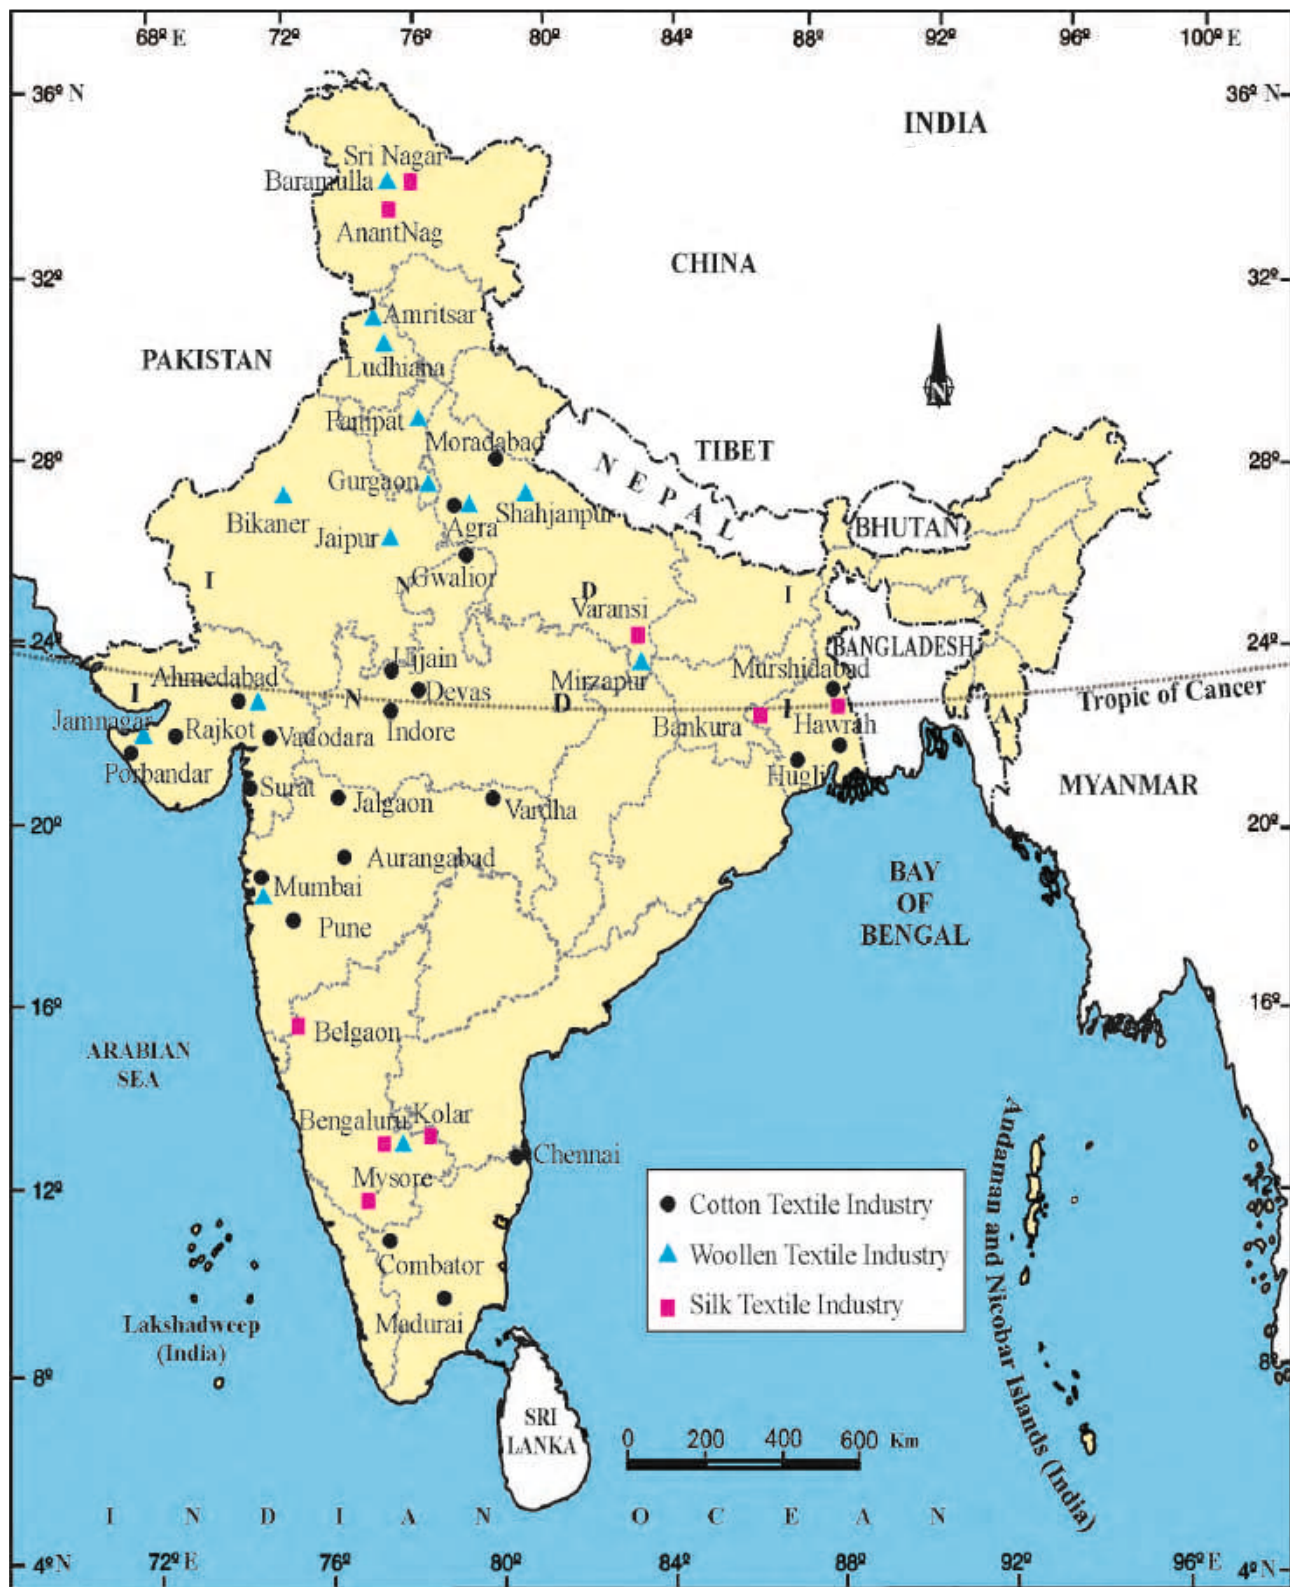 68º E 72º 76º 80º 84º 88º 92º 96º 100º E
36º N
36º N
INDIA
Sri Nagar
Baramulla
AnantNag
CHINA
32º
32º
Amritsar
PAKISTAN
Ludhiana
N
Panipat
Moradabad
TIBET
28º
28º
NEPAL
Gurgaon
Shahjanpur
Bikaner
Agra
BHUTAN
Jaipur
Gwalior
I N D I A
Varansi
24º
24º
BANGLADESH
Ujjain
Murshidabad
Ahmedabad
Devas
Mirzapur
I N D I A
Tropic of Cancer
Jamnagar
Rajkot
Vadodara
Indore
Bankura
Hawrah
Porbandar
Hugli
Surat
Jalgaon
Vardha
MYANMAR
20º
20º
Aurangabad
Mumbai
BAY
OF
BENGAL
Pune
16º
16º
Belgaon
ARABIAN
SEA
Bengaluru
Kolar
Chennai
Mysore
12º
12º
Cotton Textile Industry
Woollen Textile Industry
Silk Textile Industry
Combator
Madurai
Lakshadweep
(India)
Andaman and Nicobar Islands (India)
8º
8º
SRI
LANKA
0 200 400 600 Km
INDIAN OCEAN
4º N
4º N
72º 76º E 80º 84º 88º 92º 96º E